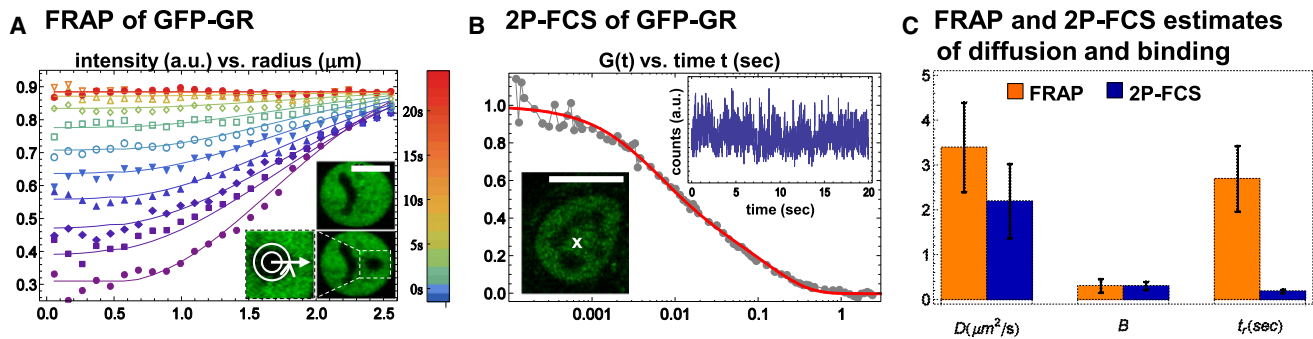 A
FRAP of GFP-GR
intensity (a.u.) vs. radius (μm)
0.9
0.8
0.7
0.6
0.5
0.4
0.3
0.0
0.5
1.0
1.5
2.0
2.5
λ
20s
10s
5s
0s
B
2P-FCS of GFP-GR
G(t) vs. time t (sec)
1.0
0.8
0.6
0.4
0.2
0.0
0.001
0.01
0.1
1
x
counts (a.u.)
0
5
10
15
20
time (sec)
C
FRAP and 2P-FCS estimates
of diffusion and binding
FRAP
2P-FCS
5
4
3
2
1
0
D(μm²/s)
B
tᵣ(sec)